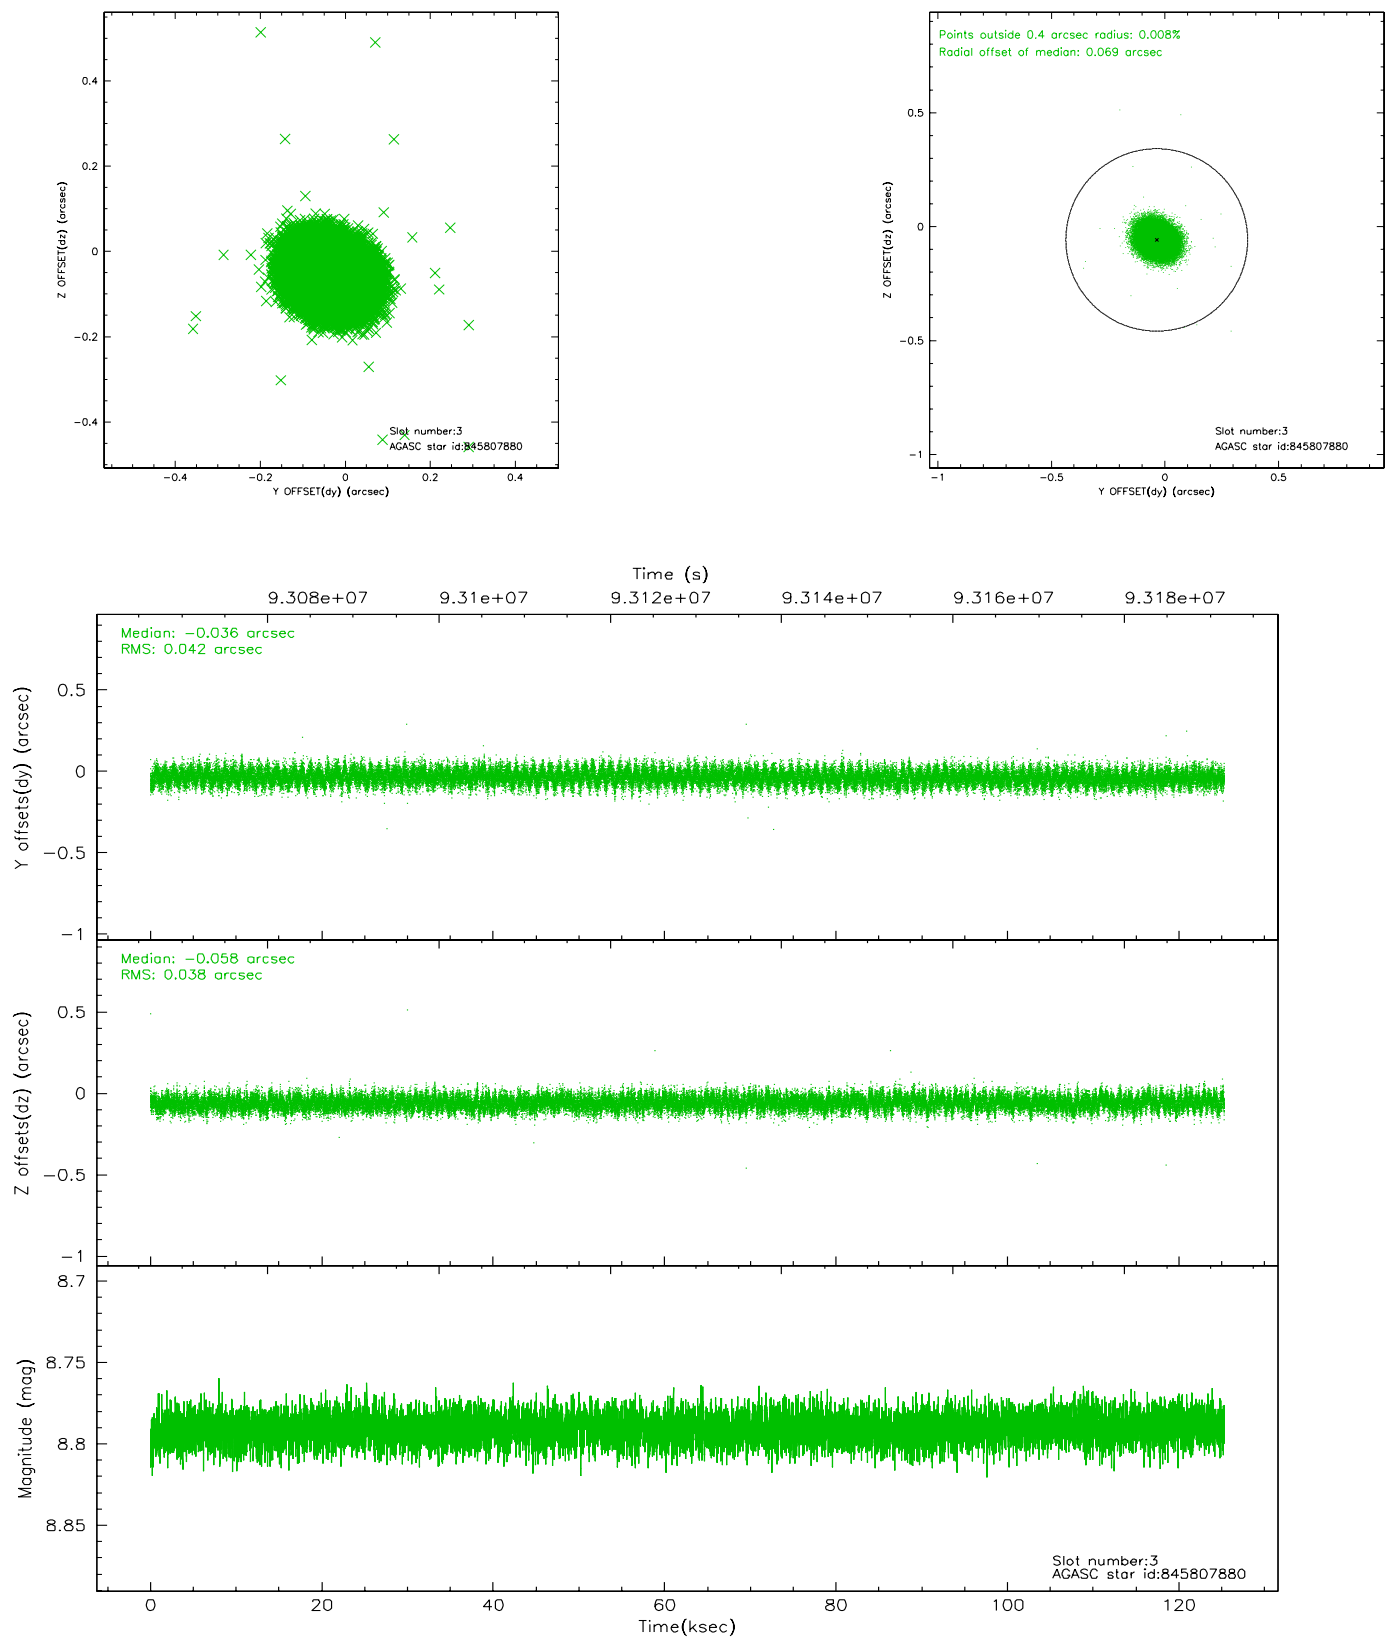 0.4
0.2
0
−0.2
−0.4
Z OFFSET(dz) (arcsec)
Slot number:3
AGASC star id:845807880
−0.4
−0.2
0
0.2
0.4
Y OFFSET(dy) (arcsec)
Points outside 0.4 arcsec radius: 0.008%
Radial offset of median: 0.069 arcsec
0.5
0
−0.5
−1
Z OFFSET(dz) (arcsec)
Slot number:3
AGASC star id:845807880
−1
−0.5
0
0.5
Y OFFSET(dy) (arcsec)
Time (s)
9.308e+07
9.31e+07
9.312e+07
9.314e+07
9.316e+07
9.318e+07
Median: −0.036 arcsec
RMS: 0.042 arcsec
0.5
0
−0.5
−1
Y offsets(dy) (arcsec)
Median: −0.058 arcsec
RMS: 0.038 arcsec
0.5
0
−0.5
−1
Z offsets(dz) (arcsec)
8.7
8.75
8.8
8.85
Magnitude (mag)
Slot number:3
AGASC star id:845807880
0
20
40
60
80
100
120
Time(ksec)